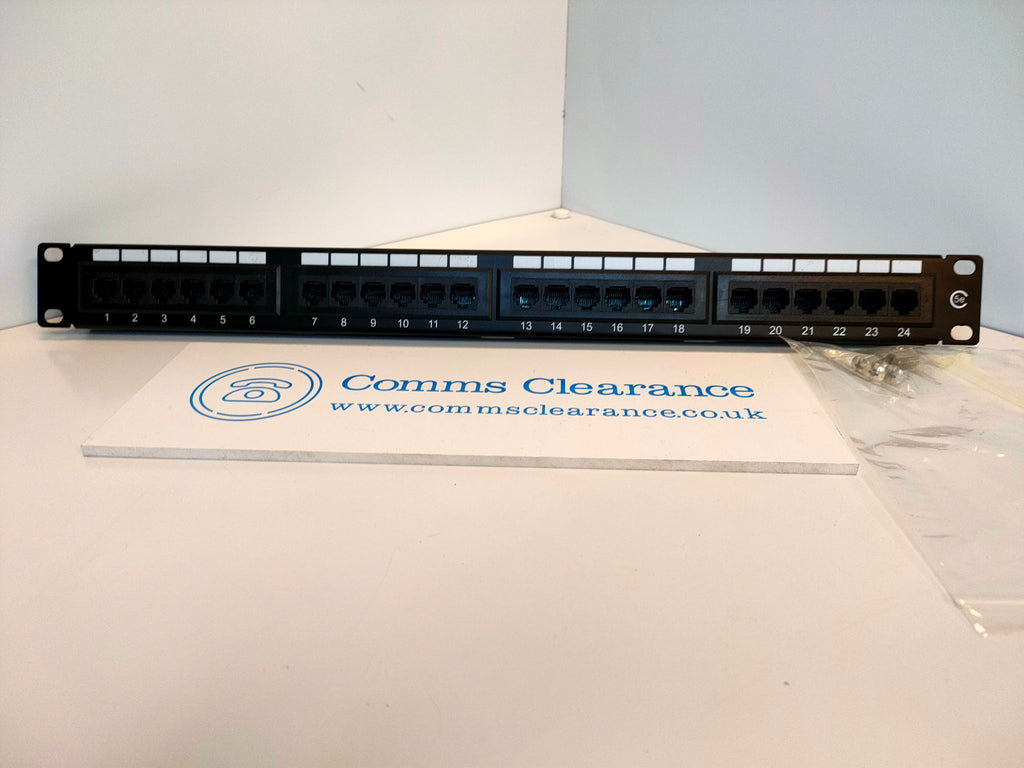 5e
1 2 3 4 5 6 7 8 9 10 11 12 13 14 15 16 17 18 19 20 21 22 23 24
Comms Clearance
www.commsclearance.co.uk